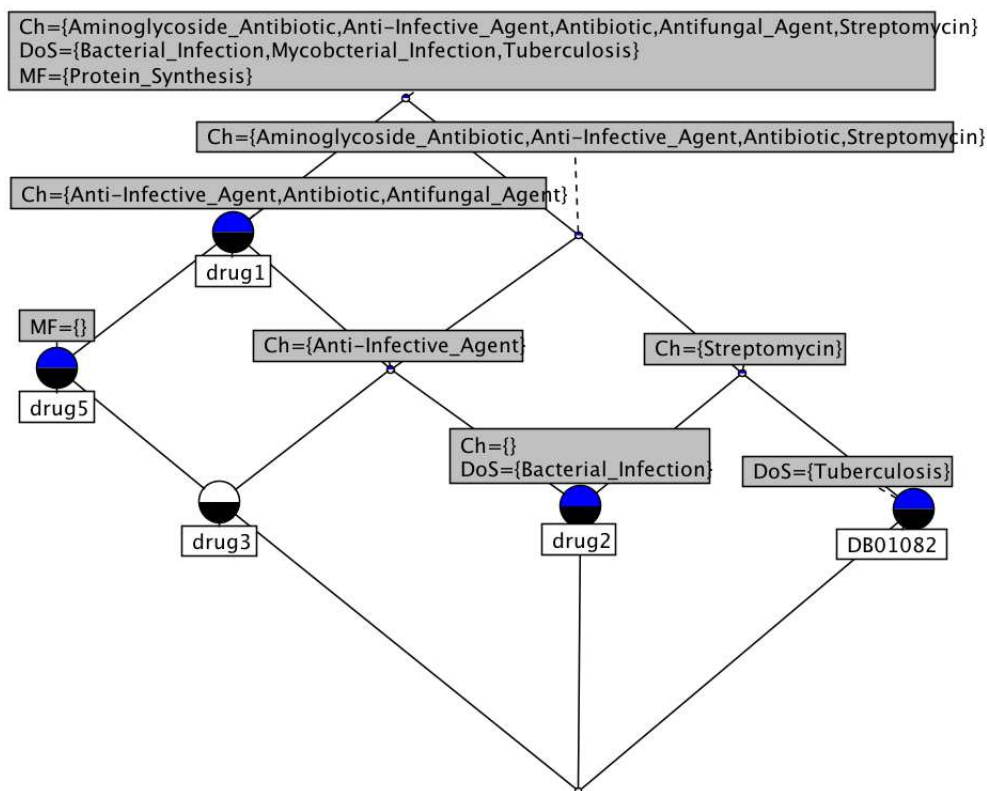 Ch={Aminoglycoside_Antibiotic,Anti-Infective_Agent,Antibiotic,Antifungal_Agent,Streptomycin}
DoS={Bacterial_Infection,Mycobcterial_Infection,Tuberculosis}
MF={Protein_Synthesis}
Ch={Aminoglycoside_Antibiotic,Anti-Infective_Agent,Antibiotic,Streptomycin}
Ch={Anti-Infective_Agent,Antibiotic,Antifungal_Agent}
drug1
MF={}
Ch={Anti-Infective_Agent}
Ch={Streptomycin}
drug5
Ch={}
DoS={Bacterial_Infection}
DoS={Tuberculosis}
drug3
drug2
DB01082